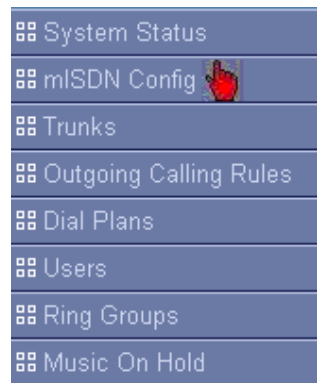 System Status
mISDN Config
Trunks
Outgoing Calling Rules
Dial Plans
Users
Ring Groups
Music On Hold